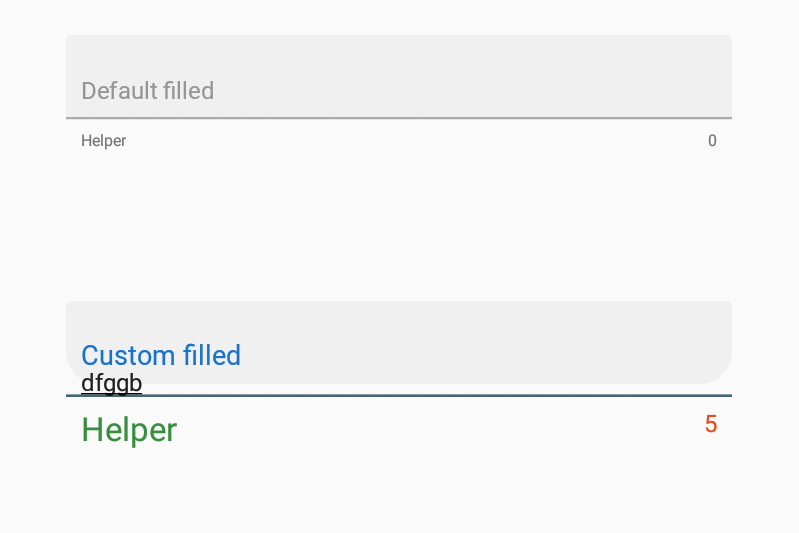 Default filled
Helper 0
Custom filled
dfggb
Helper 5